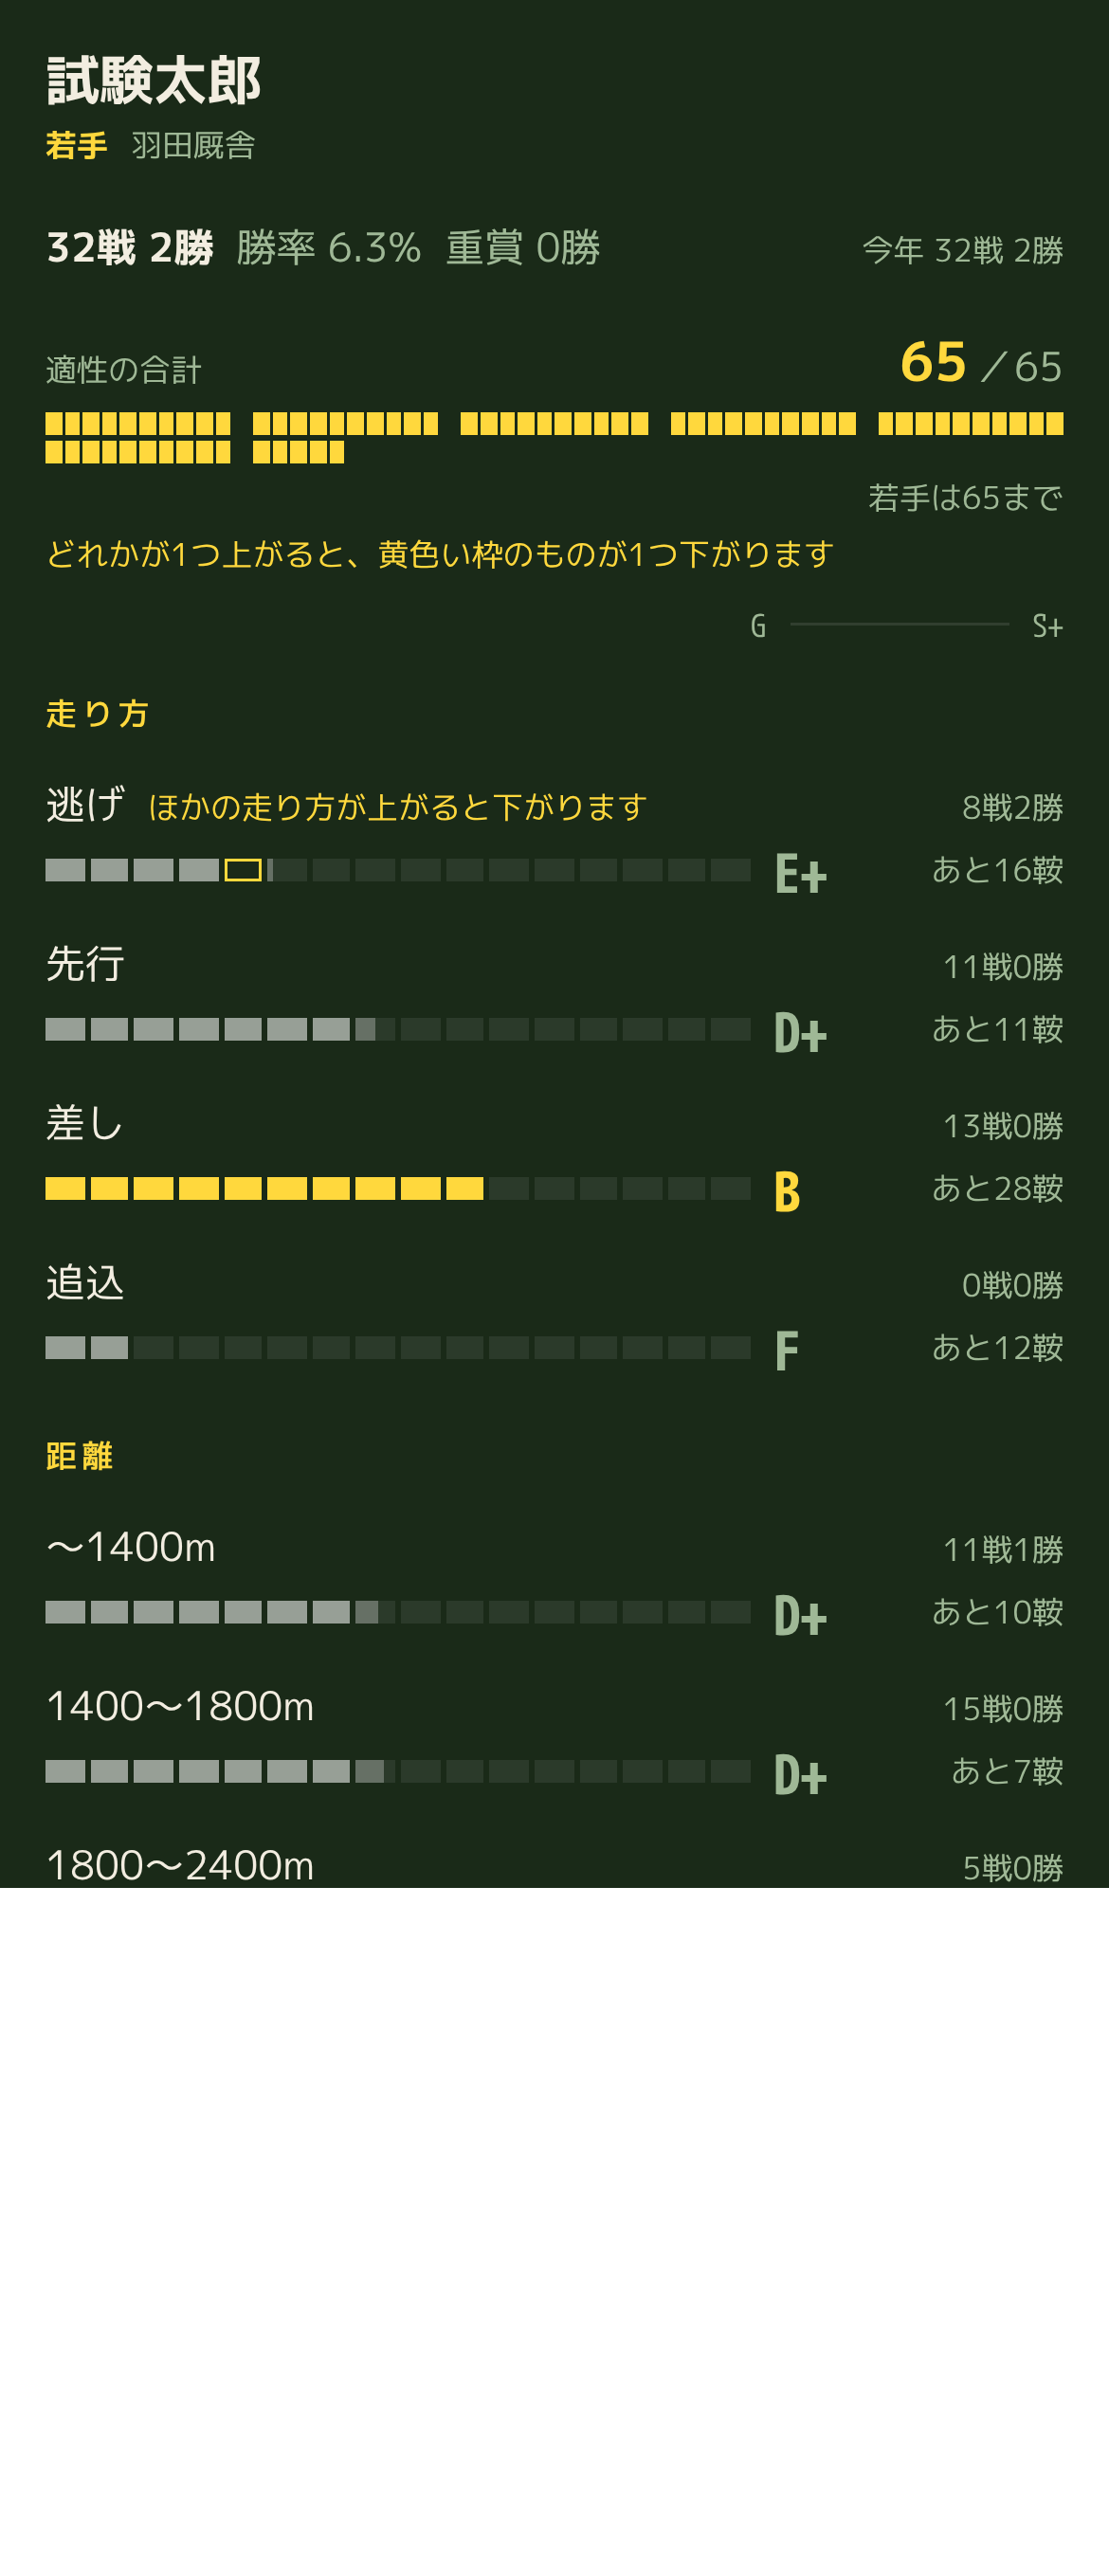 試験太郎
若手 羽田厩舎
32戦 2勝 勝率 6.3% 重賞 0勝 今年 32戦 2勝
適性の合計 65 ／65
若手は65まで
どれかが1つ上がると、黄色い枠のものが1つ下がります
G S+
走り方
逃げ ほかの走り方が上がると下がります 8戦2勝
E+ あと16鞍
先行 11戦0勝
D+ あと11鞍
差し 13戦0勝
B あと28鞍
追込 0戦0勝
F あと12鞍
距離
〜1400m 11戦1勝
D+ あと10鞍
1400〜1800m 15戦0勝
D+ あと7鞍
1800〜2400m 5戦0勝